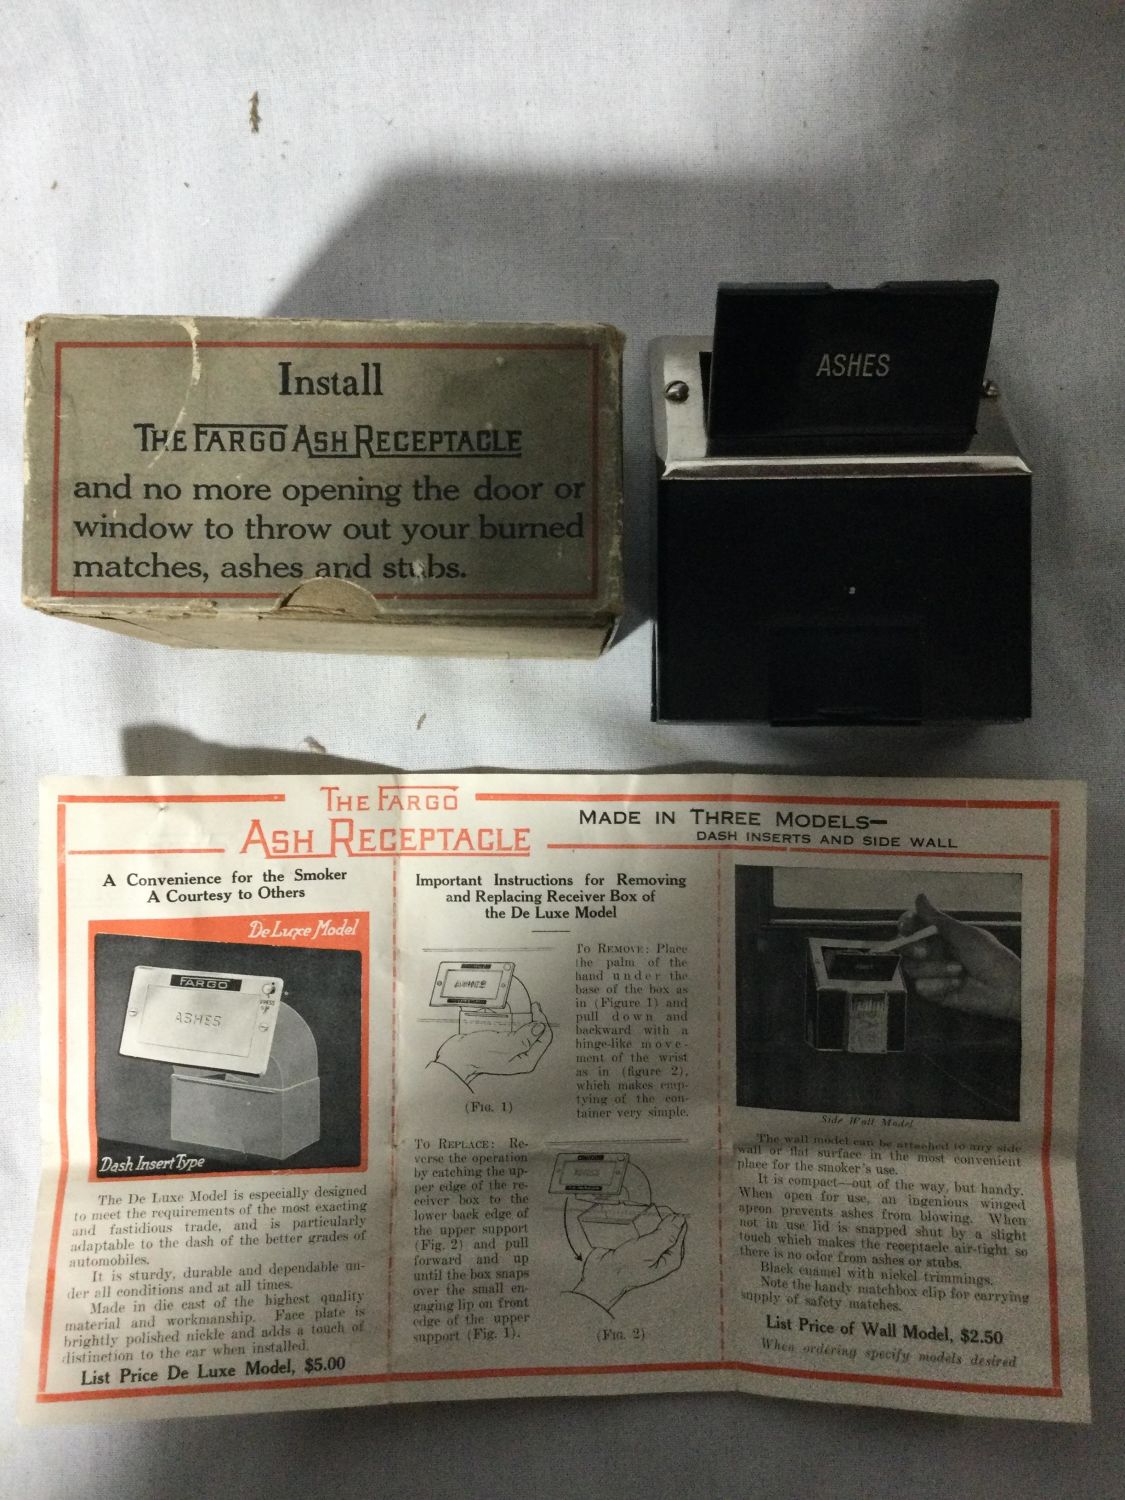 Install
THE FARGO ASH RECEPTACLE
and no more opening the door or
window to throw out your burned
matches, ashes and stubs.
ASHES
THE FARGO
ASH RECEPTACLE
MADE IN THREE MODELS—
DASH INSERTS AND SIDE WALL
A Convenience for the Smoker
A Courtesy to Others
De Luxe Model
FARGO
PRESS
ASHES
Dash Insert Type
The De Luxe Model is especially designed
to meet the requirements of the most exacting
and fastidious trade, and is particularly
adaptable to the dash of the better grades of
automobiles.
It is sturdy, durable and dependable un-
der all conditions and at all times.
Made in die cast of the highest quality
material and workmanship. Face plate is
brightly polished nickle and adds a touch of
distinction to the car when installed.
List Price De Luxe Model, $5.00
Important Instructions for Removing
and Replacing Receiver Box of
the De Luxe Model
To Remove: Place
the palm of the
hand under the
base of the box as
in (Figure 1) and
pull down and
backward with a
hinge-like move-
ment of the wrist
as in (figure 2),
which makes emp-
tying of the con-
tainer very simple.
ASHES
(Fig. 1)
To Replace: Re-
verse the operation
by catching the up-
per edge of the re-
ceiver box to the
lower back edge of
the upper support
(Fig. 2) and pull
forward and up
until the box snaps
over the small en-
gaging lip on front
edge of the upper
support (Fig. 1).
(Fig. 2)
Side Wall Model
The wall model can be attached to any side
wall or flat surface in the most convenient
place for the smoker's use.
It is compact—out of the way, but handy.
When open for use, an ingenious winged
apron prevents ashes from blowing. When
not in use lid is snapped shut by a slight
touch which makes the receptacle air-tight so
there is no odor from ashes or stubs.
Black enamel with nickel trimmings.
Note the handy matchbox clip for carrying
supply of safety matches.
List Price of Wall Model, $2.50
When ordering specify models desired